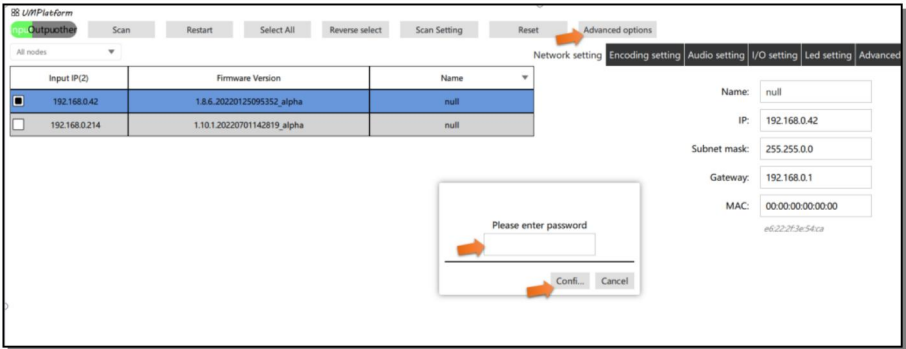 UMPlatform
Input Output other Scan Restart Select All Reverse select Scan Setting Reset Advanced options
All nodes
Network setting Encoding setting Audio setting I/O setting Led setting Advanced
Input IP(2) Firmware Version Name
192.168.0.42 1.8.6.20220125095352_alpha null
192.168.0.214 1.10.1.20220701142819_alpha null
Name: null
IP: 192.168.0.42
Subnet mask: 255.255.0.0
Gateway: 192.168.0.1
MAC: 00:00:00:00:00:00
e6:22:2f:3e:54:ca
Please enter password
Confi... Cancel